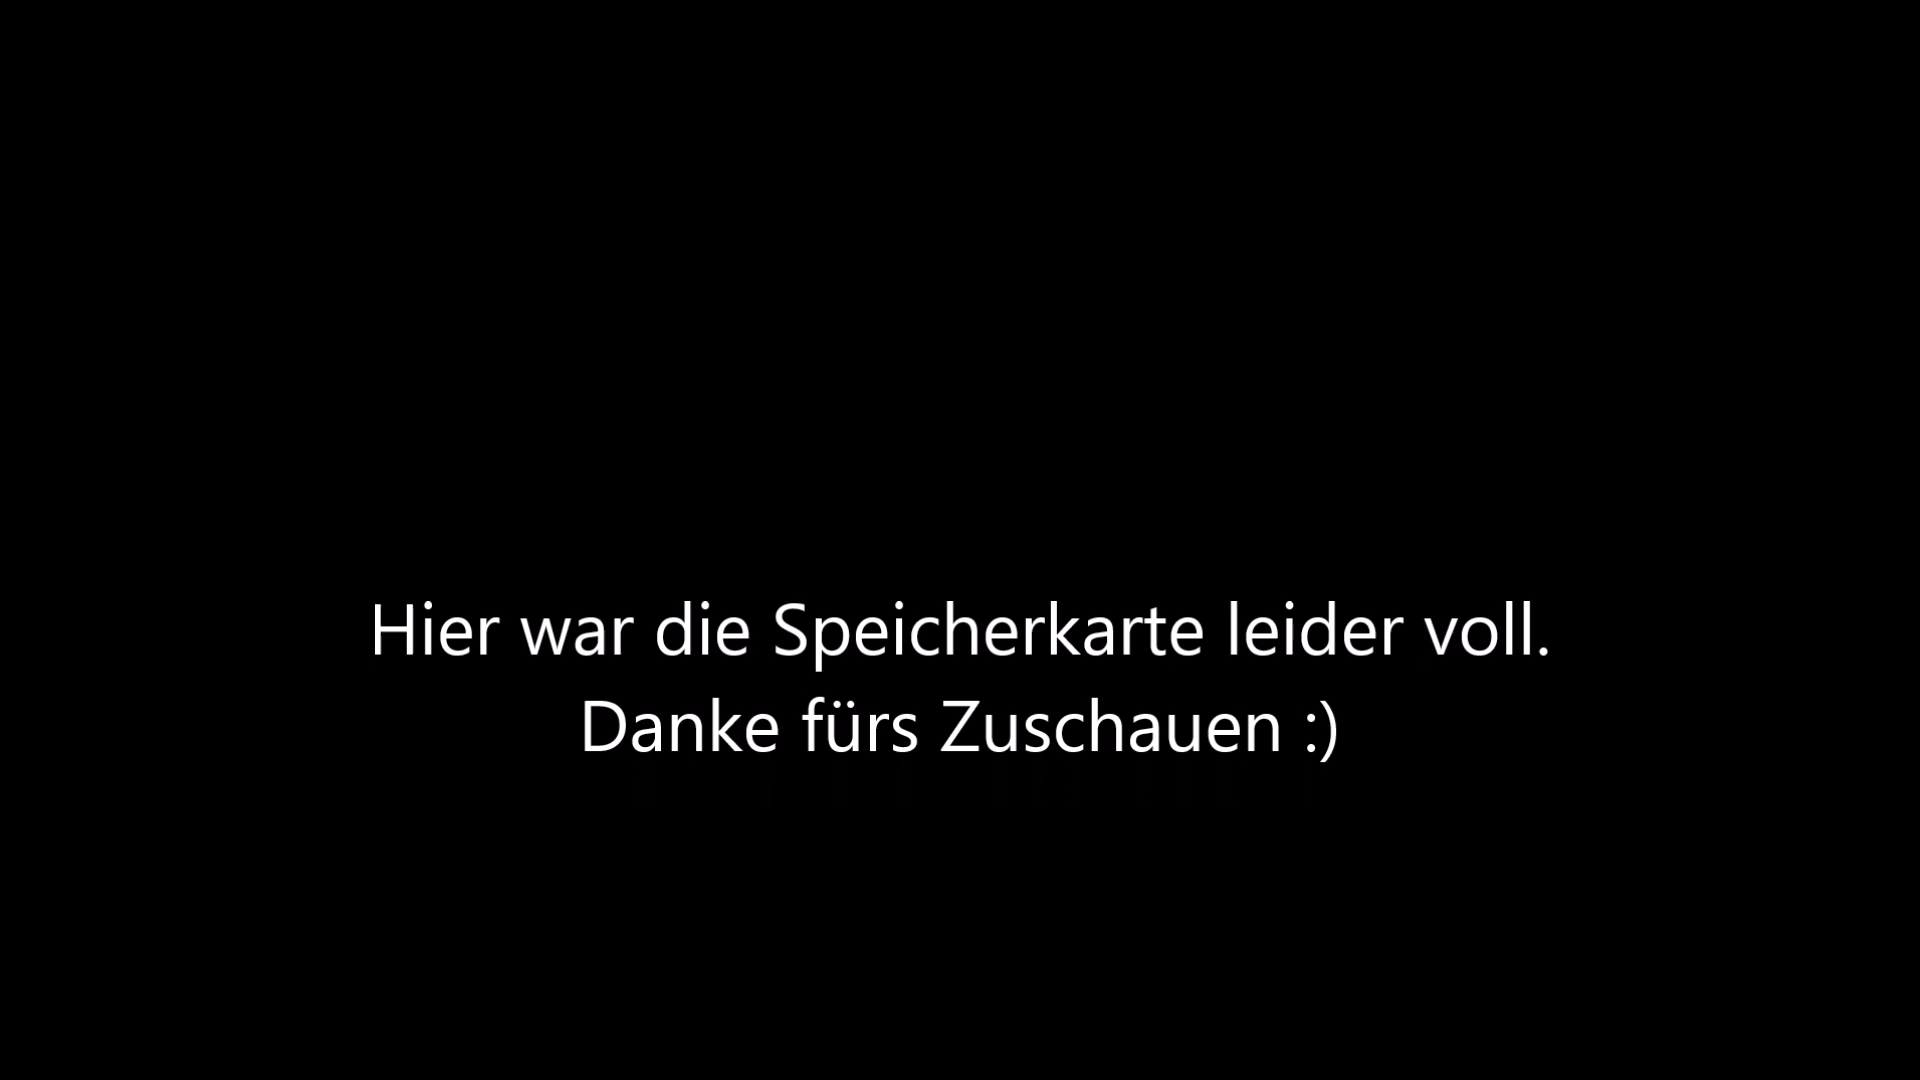 Hier war die Speicherkarte leider voll.
Danke fürs Zuschauen :)